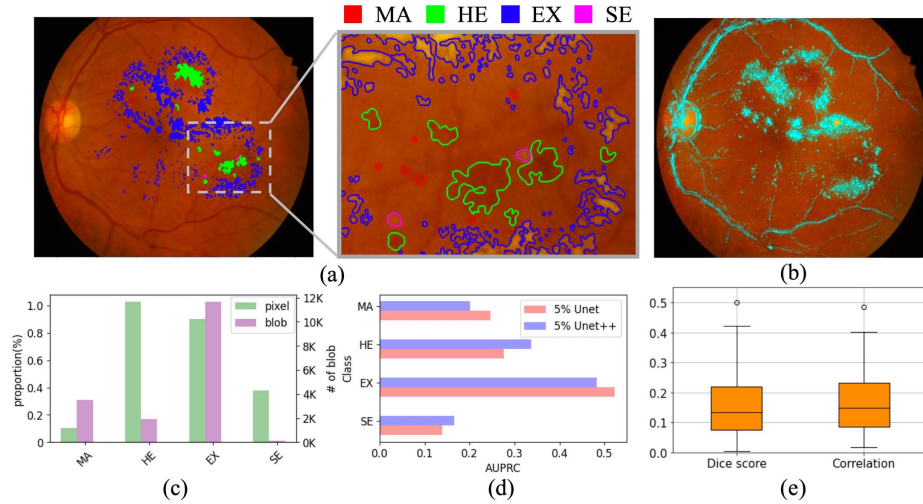 MA HE EX SE
(a)
(b)
1.0
0.8
0.6
0.4
0.2
0
proportion(%)
pixel
blob
12K
10K
8K
6K
4K
2K
0K
# of blob
MA HE EX SE
(c)
MA
HE
EX
SE
Class
5% Unet
5% Unet++
0.0 0.1 0.2 0.3 0.4 0.5
AUPRC
(d)
0.5
0.4
0.3
0.2
0.1
0.0
Dice score Correlation
(e)